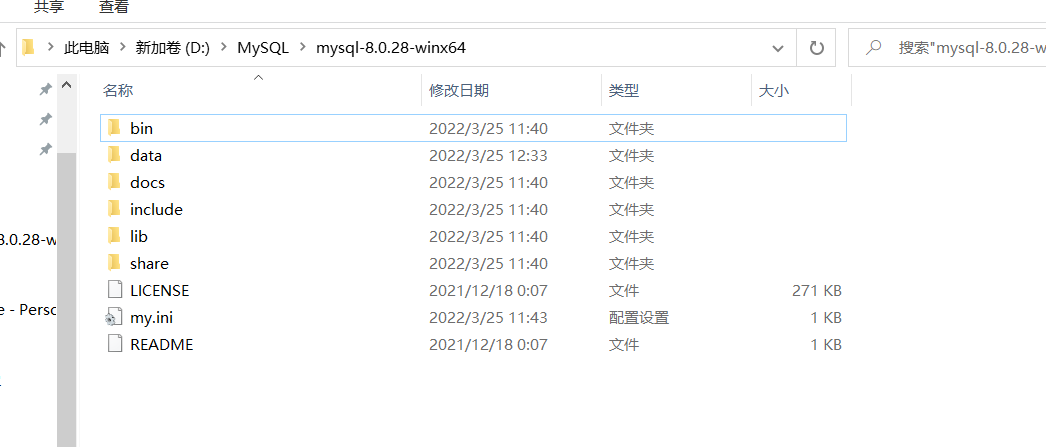 共享 查看
此电脑 新加卷 (D:) MySQL mysql-8.0.28-winx64 搜索"mysql-8.0.28-w
名称 修改日期 类型 大小
bin 2022/3/25 11:40 文件夹
data 2022/3/25 12:33 文件夹
docs 2022/3/25 11:40 文件夹
include 2022/3/25 11:40 文件夹
lib 2022/3/25 11:40 文件夹
share 2022/3/25 11:40 文件夹
LICENSE 2021/12/18 0:07 文件 271 KB
my.ini 2022/3/25 11:43 配置设置 1 KB
README 2021/12/18 0:07 文件 1 KB
8.0.28-w
e - Persc